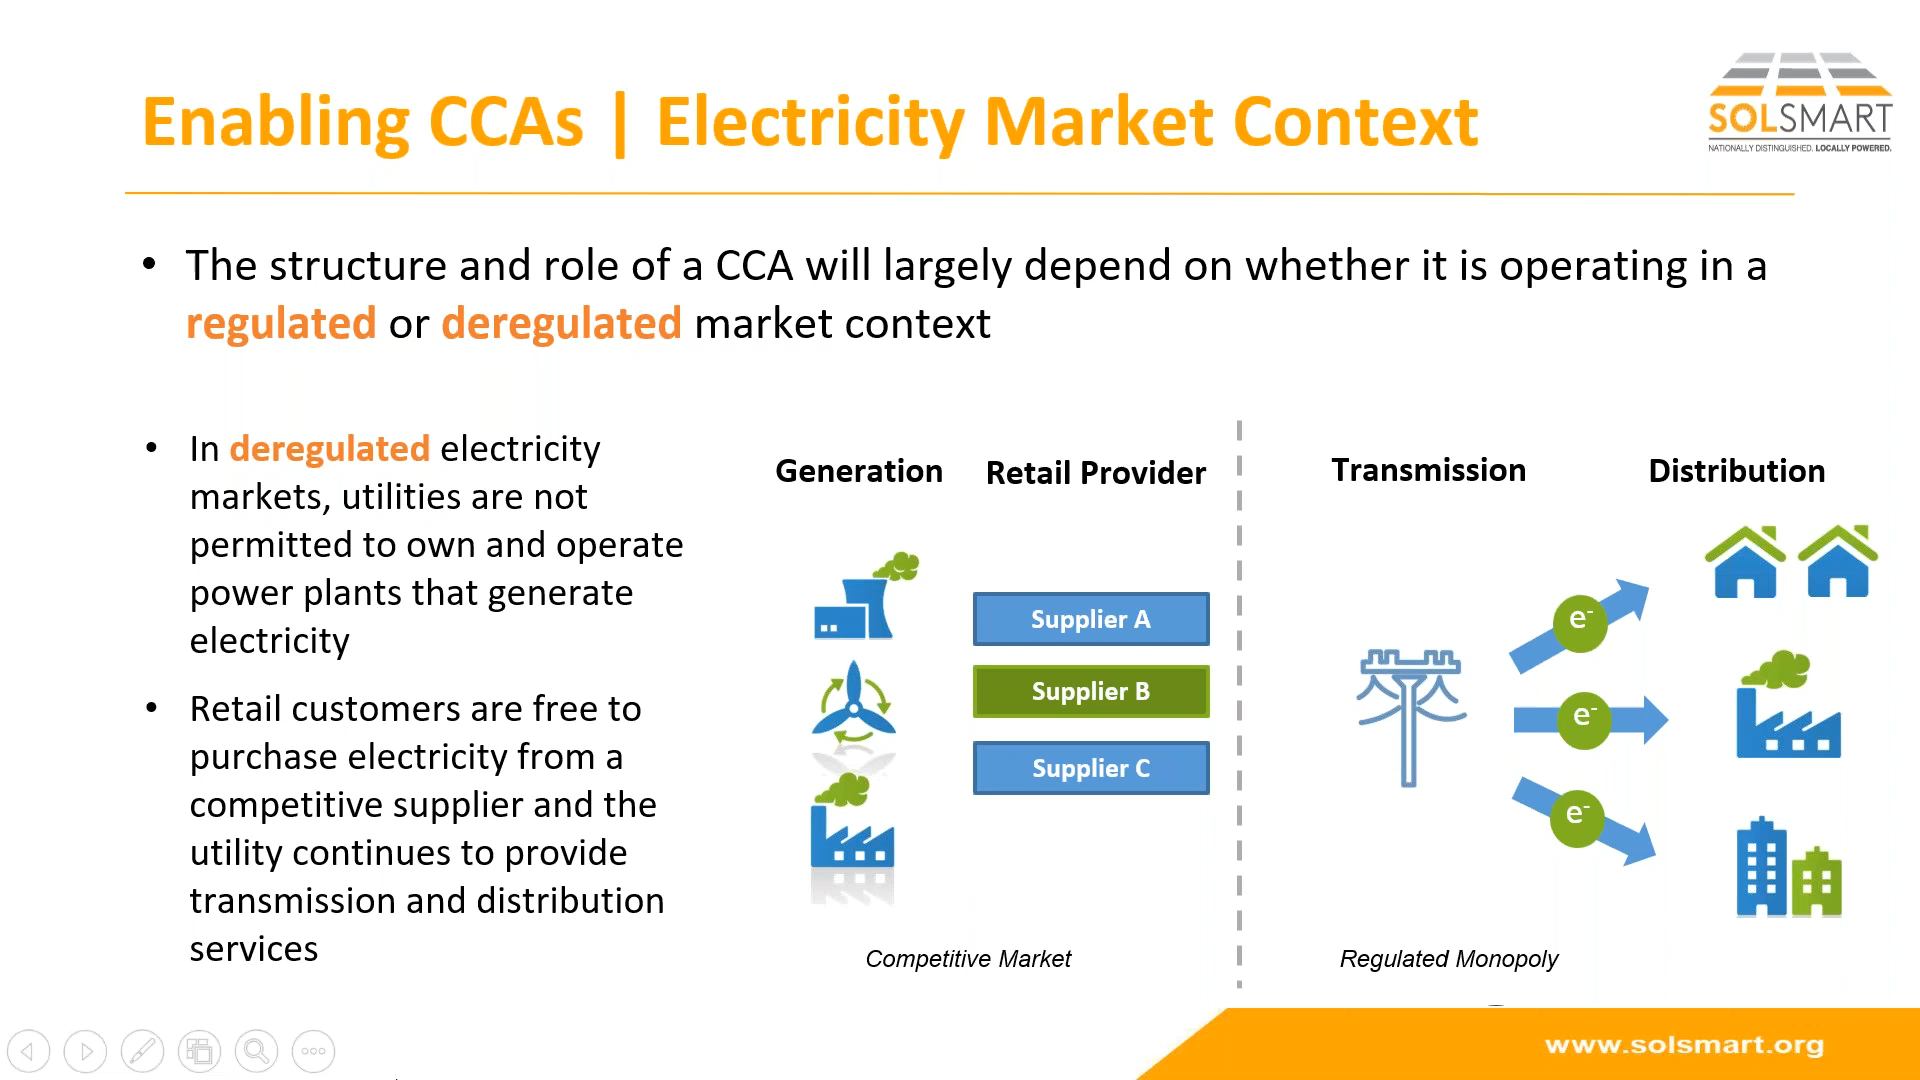 Enabling CCAs | Electricity Market Context
SOLSMART
NATIONALLY DISTINGUISHED. LOCALLY POWERED.
• The structure and role of a CCA will largely depend on whether it is operating in a
regulated or deregulated market context
• In deregulated electricity
markets, utilities are not
permitted to own and operate
power plants that generate
electricity
• Retail customers are free to
purchase electricity from a
competitive supplier and the
utility continues to provide
transmission and distribution
services
Generation
Retail Provider
Supplier A
Supplier B
Supplier C
Competitive Market
Transmission
Distribution
e-
e-
e-
Regulated Monopoly
www.solsmart.org